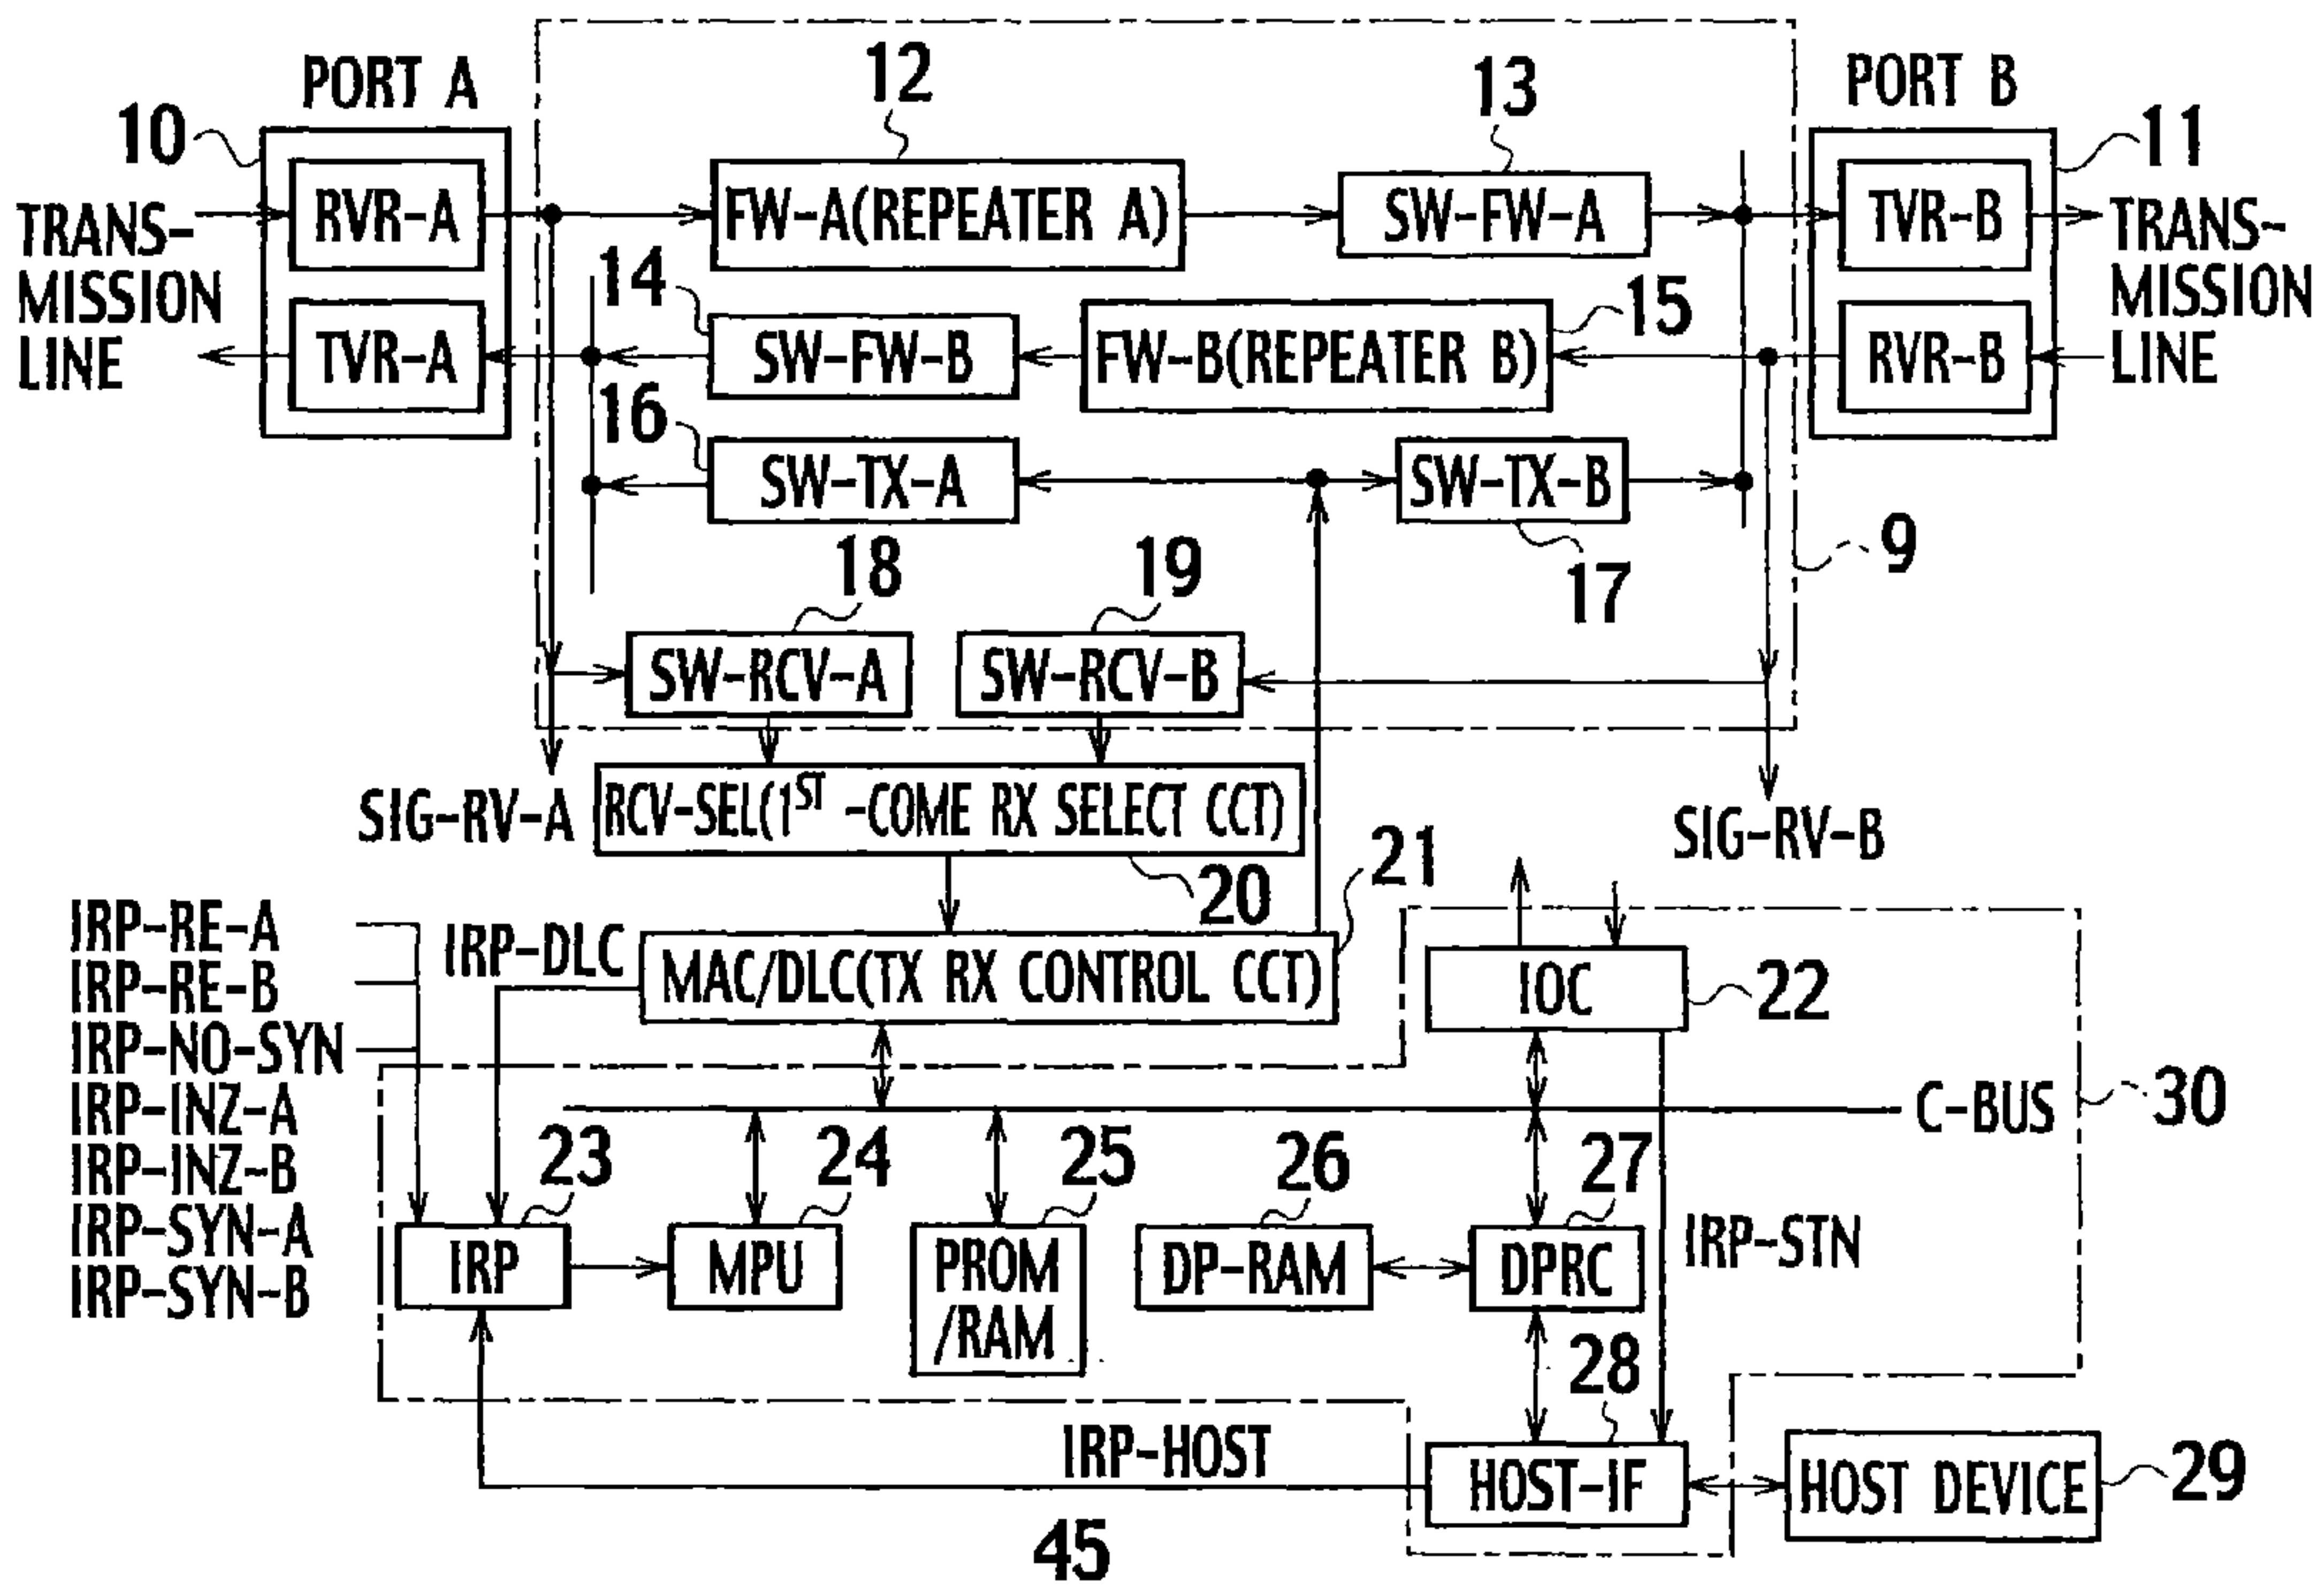 PORT A
12
13
PORT B
10
11
RVR-A
FW-A(REPEATER A)
SW-FW-A
TVR-B
TRANS-
MISSION
LINE
TRANS-
MISSION
LINE
14
15
TVR-A
SW-FW-B
FW-B(REPEATER B)
RVR-B
16
SW-TX-A
SW-TX-B
9
18
19
17
SW-RCV-A
SW-RCV-B
SIG-RV-A
RCV-SEL(1ST -COME RX SELECT CCT)
SIG-RV-B
20
21
IRP-RE-A
IRP-RE-B
IRP-NO-SYN
IRP-INZ-A
IRP-INZ-B
IRP-SYN-A
IRP-SYN-B
IRP-DLC
MAC/DLC(TX RX CONTROL CCT)
IOC
22
C-BUS
30
23
24
25
26
27
IRP
MPU
PROM
/RAM
DP-RAM
DPRC
IRP-STN
28
IRP-HOST
HOST-IF
HOST DEVICE
29
45